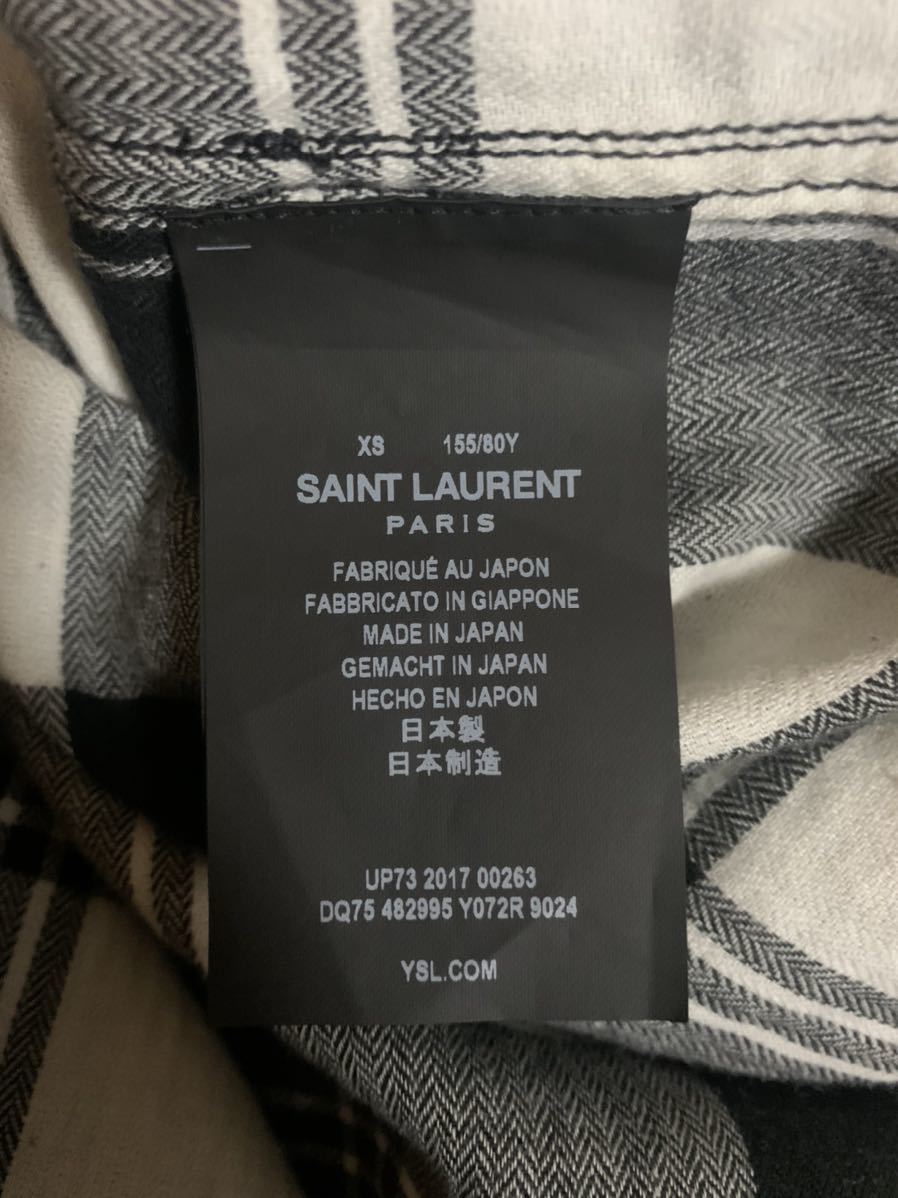 XS 155/80Y
SAINT LAURENT
PARIS
FABRIQUÉ AU JAPON
FABBRICATO IN GIAPPONE
MADE IN JAPAN
GEMACHT IN JAPAN
HECHO EN JAPON
日本製
日本制造
UP73 2017 00263
DQ75 482995 Y072R 9024
YSL.COM